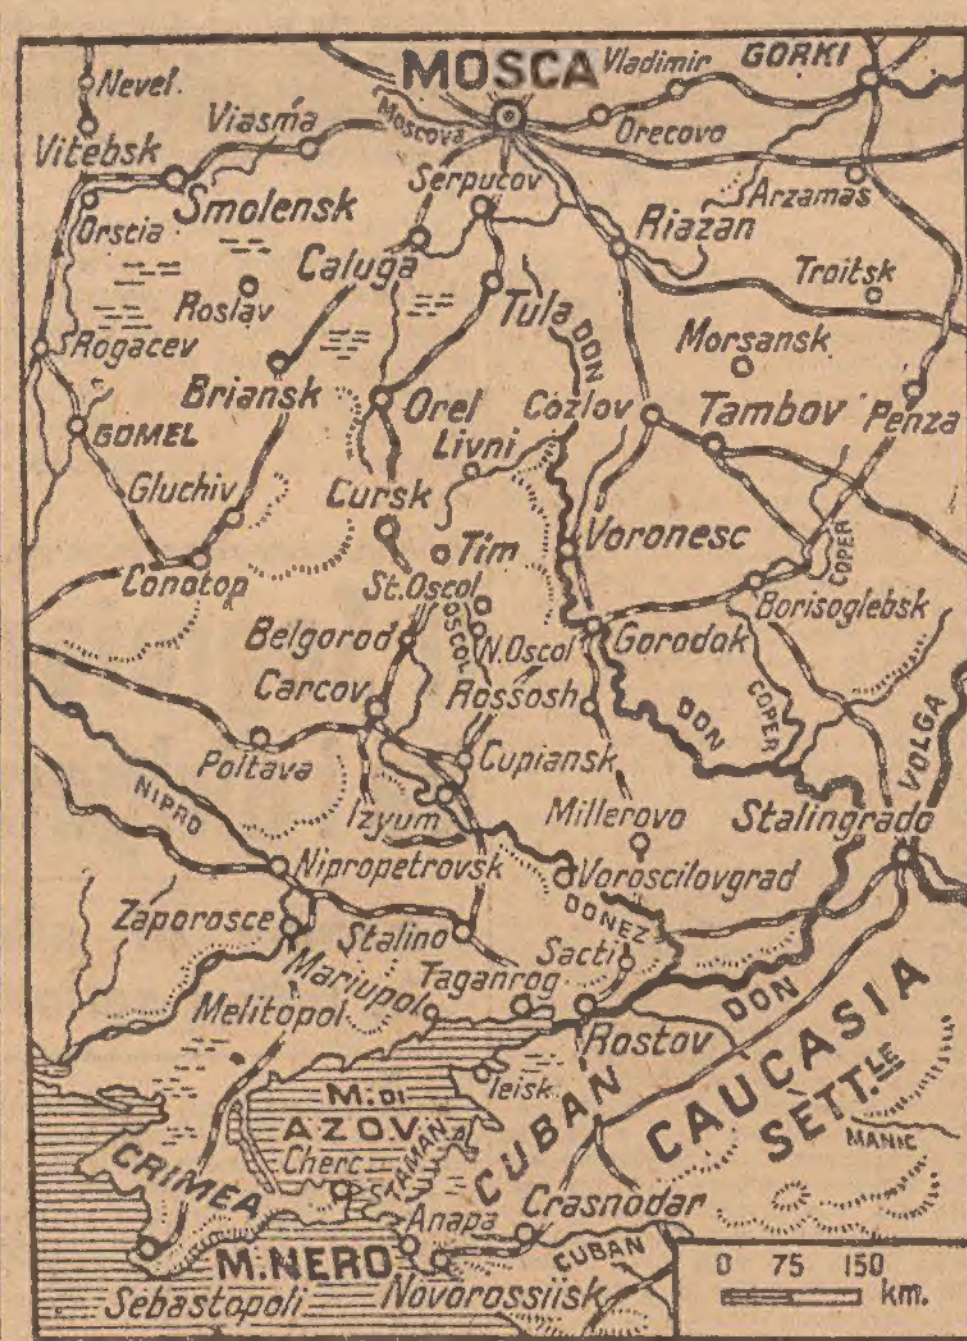 MOSCA
Vladimir
GORKI
Nevel.
Viasma
Moscova
Orecovo
Vitebsk
Serpucov
Arzamas
Smolensk
Orscia
Riazan
Caluga
Troitsk
Roslav
Tula
DON
Morsansk
Rogacev
Briansk
Orel
Cozlov
Tambov
Penza
GOMEL
Livni
Gluchiv
Cursk
Voronesc
COPER
Tim
Conotop
St. Oscol
Borisoglebsk
OSCOL
Belgorod
N. Oscol
Gorodok
Carcov
Rossosh
DON
COPER
VOLGA
Poltava
Cupiansk
NIPRO
Izyum
Millerovo
Stalingrado
Nipropetrovsk
Voroscilovgrad
DONEZ
Zaporosce
Stalino
Sacti
Mariupol
Taganrog
DON
Melitopol
Rostov
CAUCASIA
SETT.LE
Ieisk
M. DI
AZOV
CUBAN
MANIC
TAMAN
Cherc
CRIMEA
Crasnodar
Anapa
CUBAN
M. NERO
Novorossiisk
Sebastopoli
0 75 150
km.